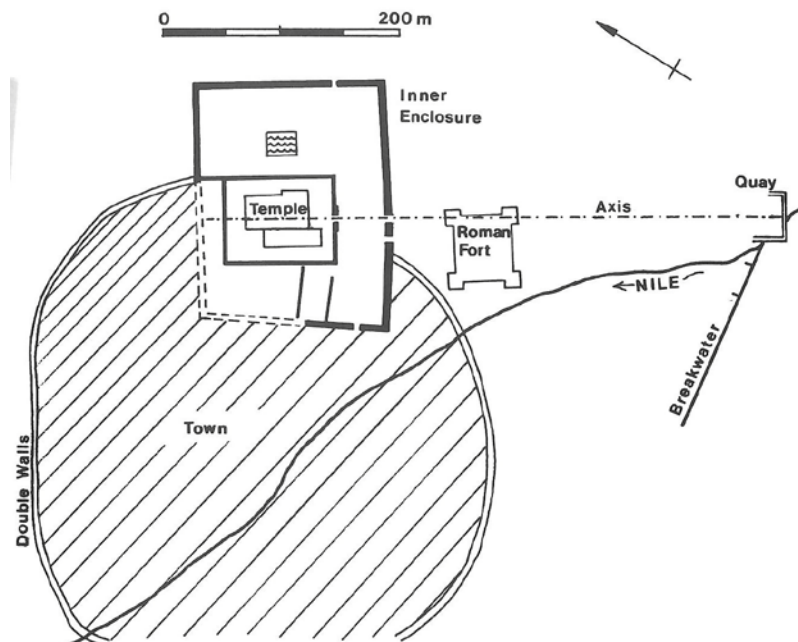 0 200 m
Inner
Enclosure
Quay
Temple
Axis
Roman
Fort
←NILE
Breakwater
Town
Double Walls